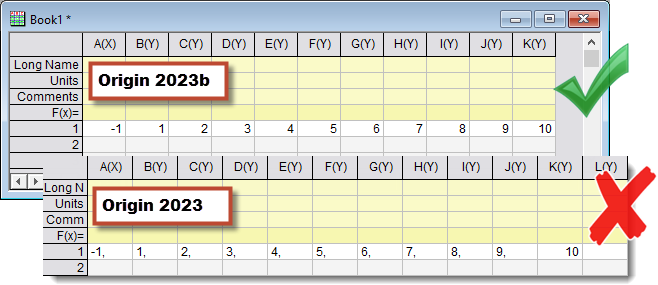 Book1 *
A(X) B(Y) C(Y) D(Y) E(Y) F(Y) G(Y) H(Y) I(Y) J(Y) K(Y)
Long Name
Origin 2023b
Units
Comments
F(x)=
1 -1 1 2 3 4 5 6 7 8 9 10
2
A(X) B(Y) C(Y) D(Y) E(Y) F(Y) G(Y) H(Y) I(Y) J(Y) K(Y) L(Y)
Long N
Origin 2023
Units
Comm
F(x)=
1 -1, 1, 2, 3, 4, 5, 6, 7, 8, 9, 10
2